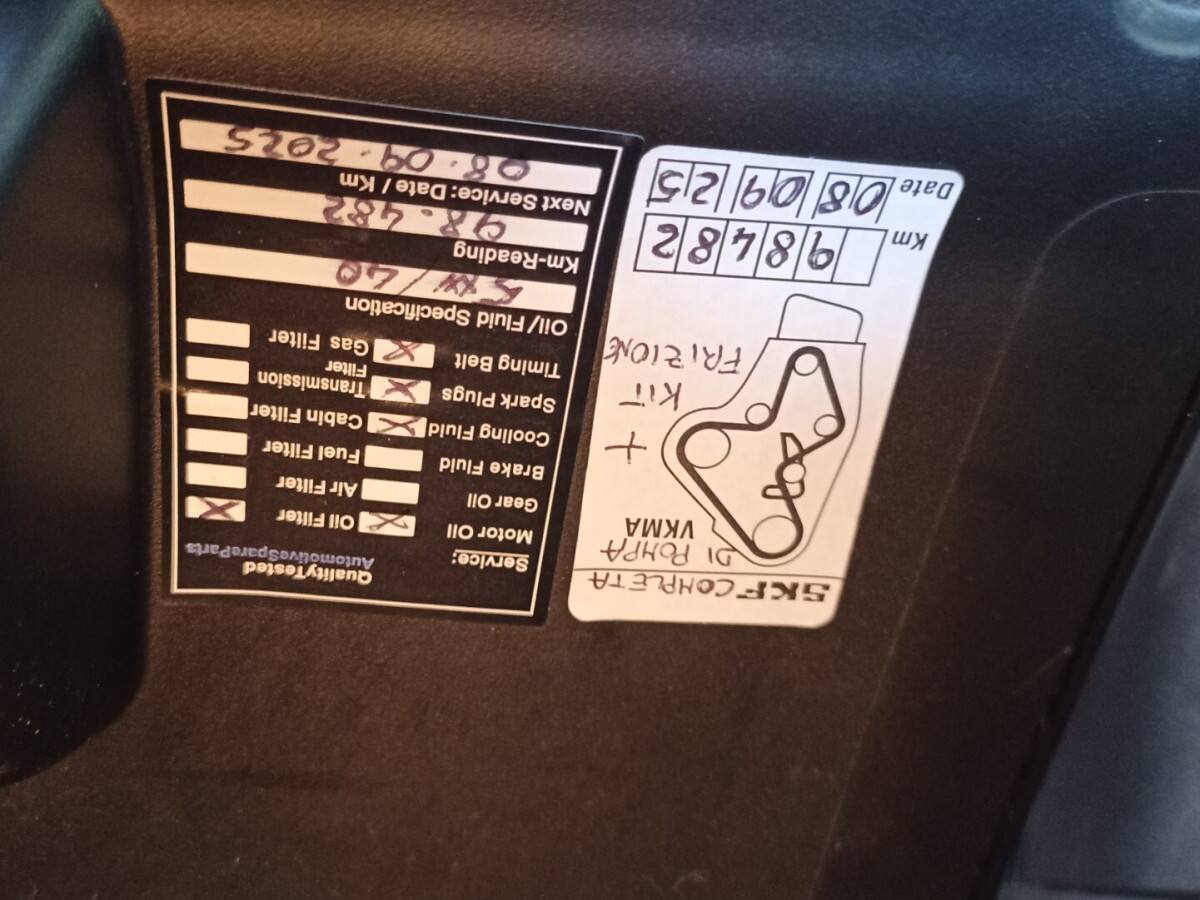 QualityTested
AutomotiveSpareParts
Service:
Motor Oil X Oil Filter X
Gear Oil Air Filter
Brake Fluid Fuel Filter
Cooling Fluid X Cabin Filter
Spark Plugs X Transmission Filter
Timing Belt X Gas Filter
Oil/Fluid Specification
/40
Km-Reading
98.482
Next Service: Date / Km
08.09.2025
SKF COMPLETA
DI POMPA
VKMA
+
KIT
FRIZIONE
Km 98482
Date 08 09 25